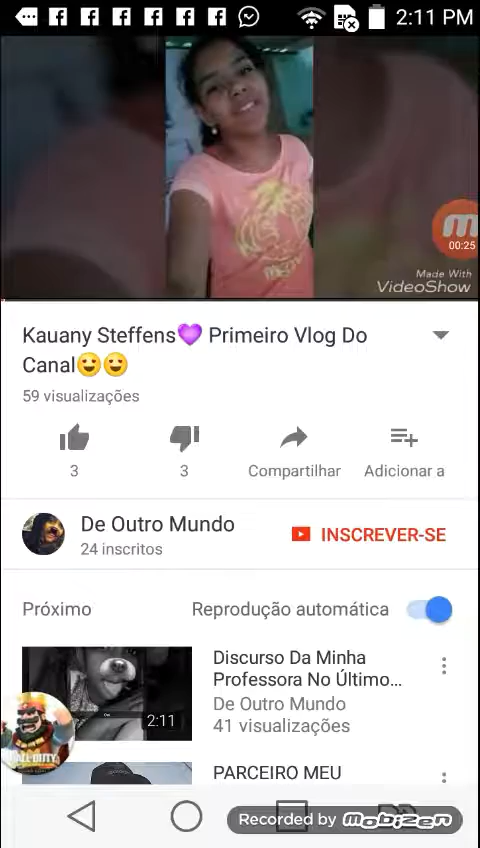 2:11 PM
00:25
Made With
VideoShow
Kauany Steffens💜 Primeiro Vlog Do
Canal😍😍
59 visualizações
3
3
Compartilhar
Adicionar a
De Outro Mundo
24 inscritos
INSCREVER-SE
Próximo
Reprodução automática
Discurso Da Minha
Professora No Último...
De Outro Mundo
41 visualizações
2:11
PARCEIRO MEU
Recorded by mobizen